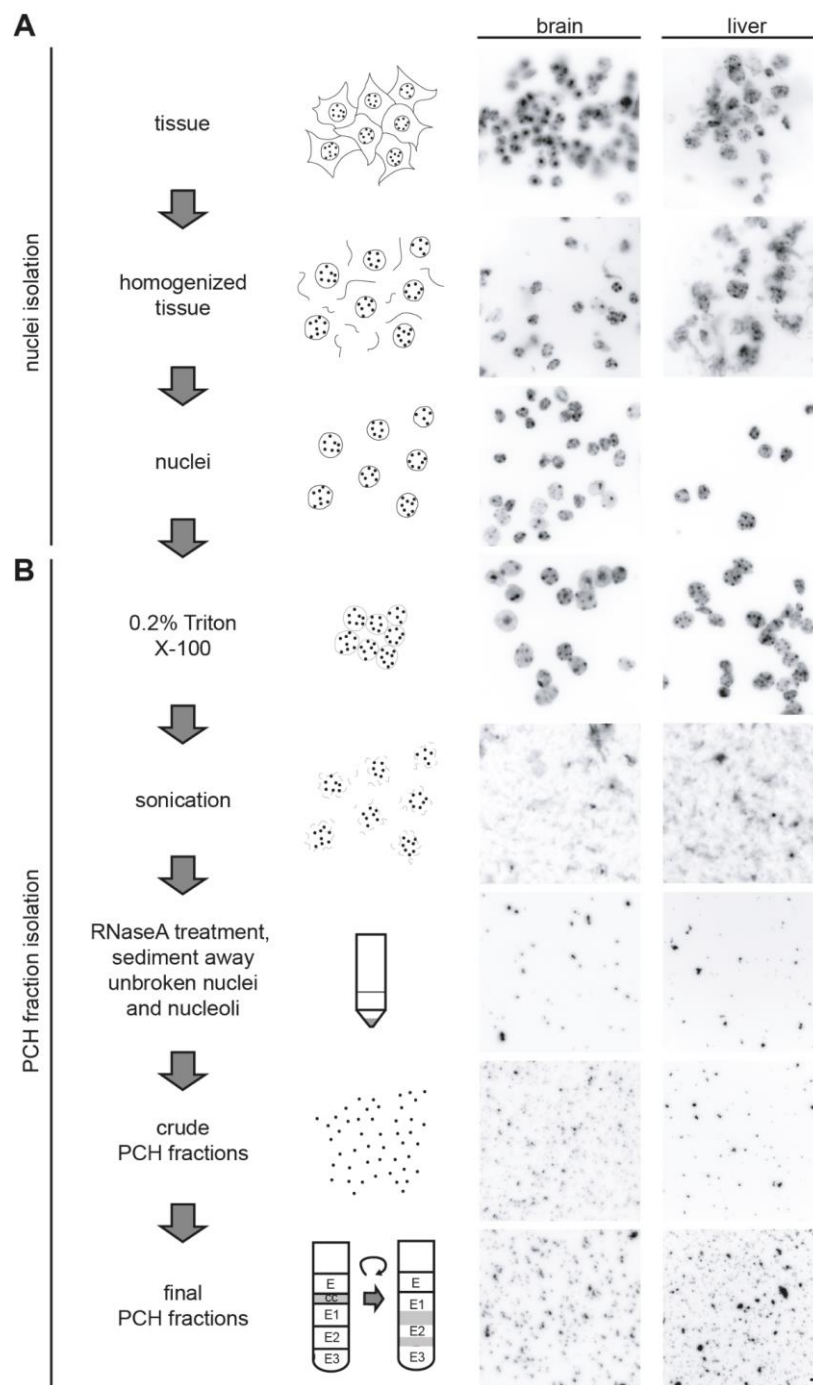 A
brain
liver
nuclei isolation
tissue
homogenized
tissue
nuclei
B
PCH fraction isolation
0.2% Triton
X-100
sonication
RNaseA treatment,
sediment away
unbroken nuclei
and nucleoli
crude
PCH fractions
final
PCH fractions
E
CC
E1
E2
E3
E
E1
E2
E3